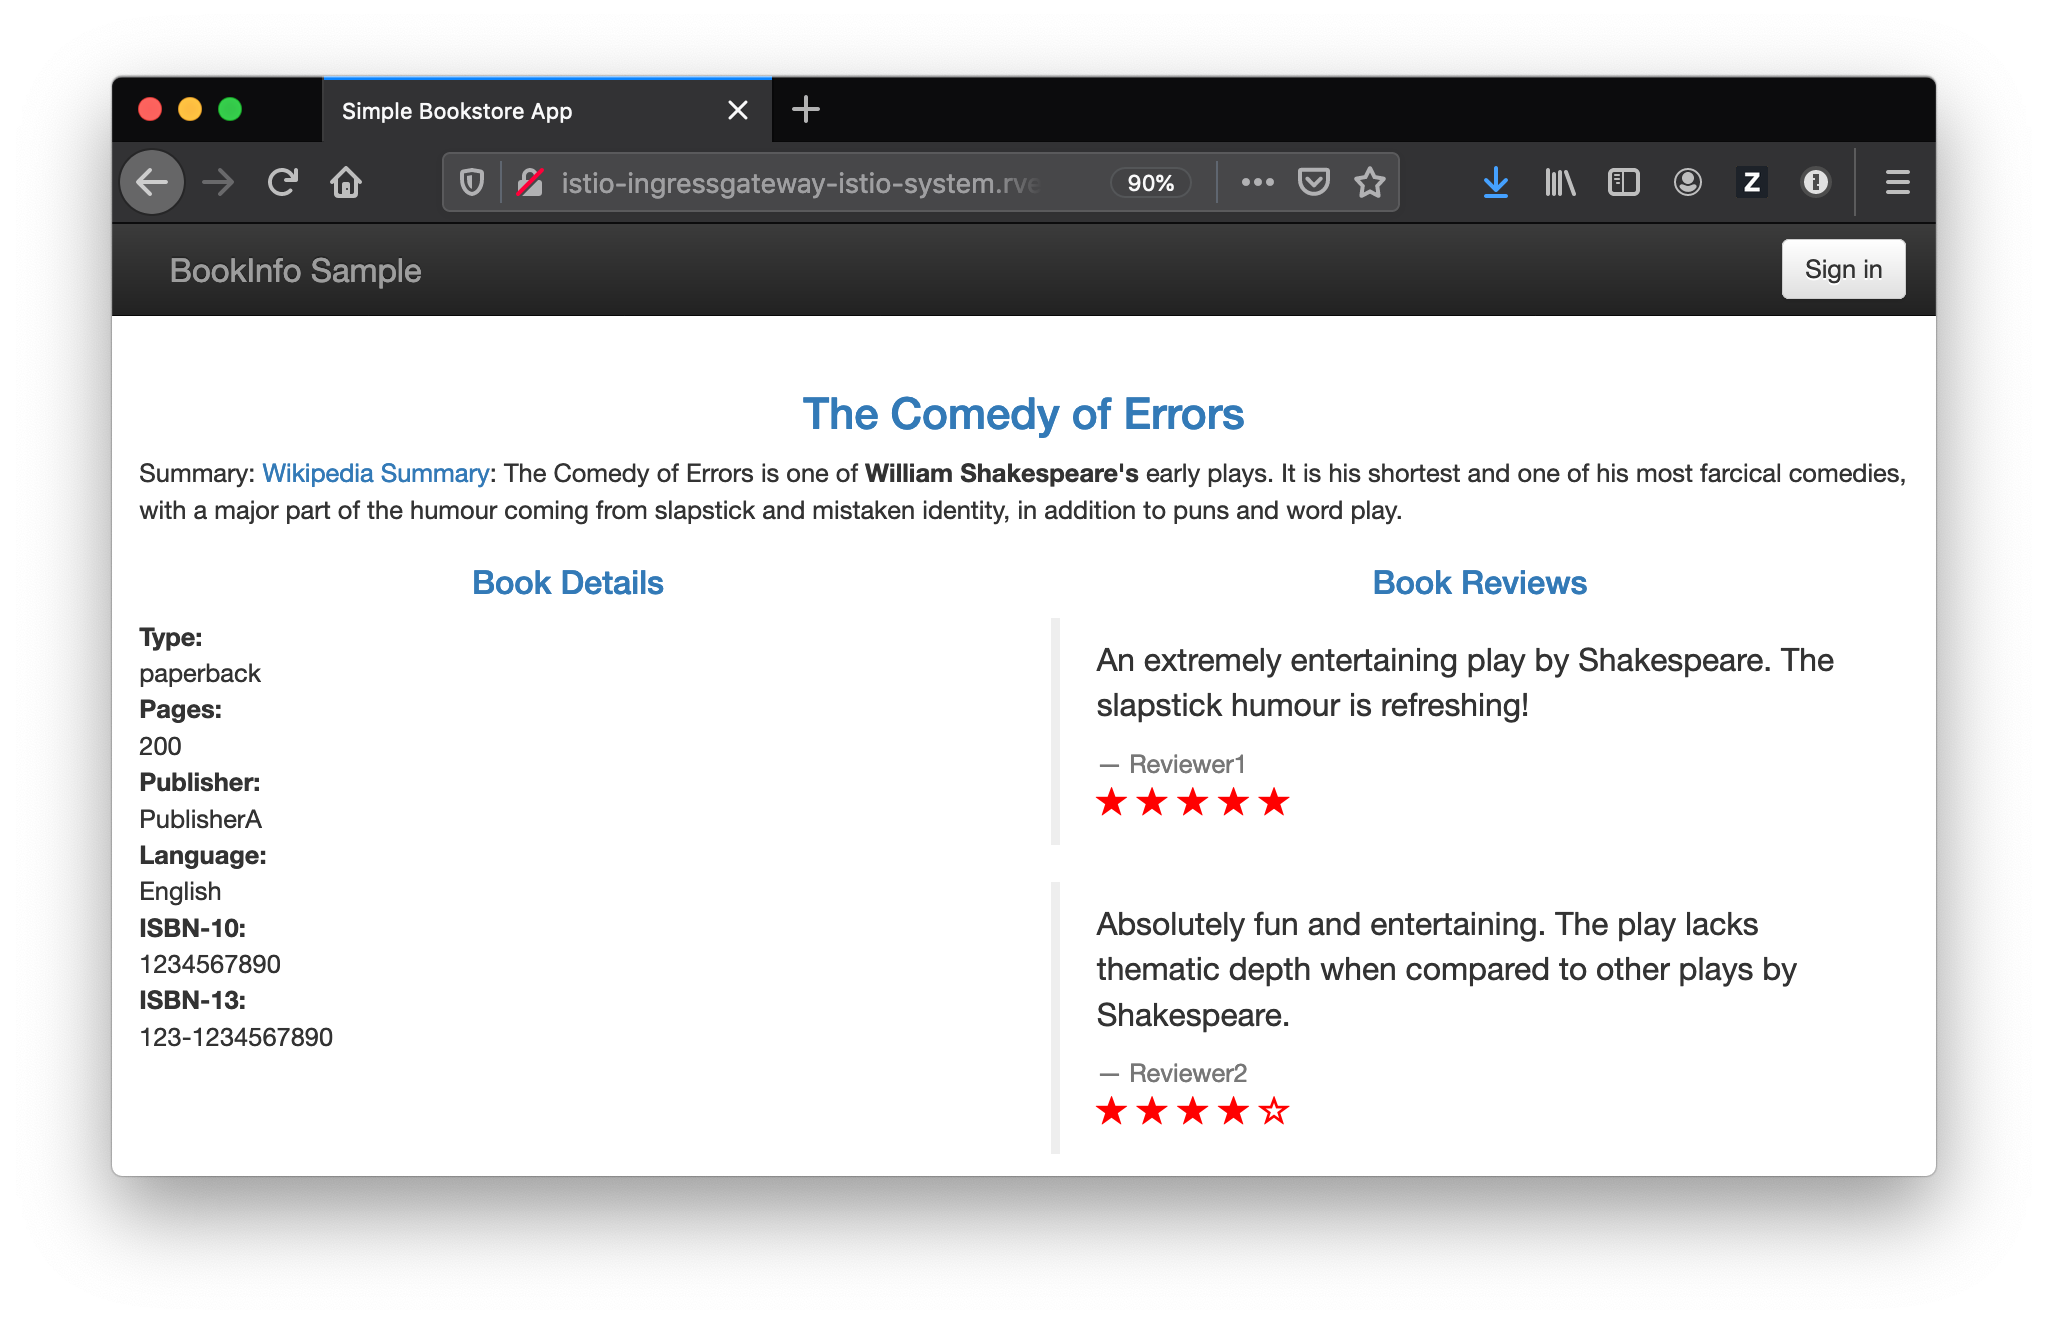 Simple Bookstore App
istio-ingressgateway-istio-system.rve
90%
Z
BookInfo Sample
Sign in
The Comedy of Errors
Summary: Wikipedia Summary: The Comedy of Errors is one of William Shakespeare's early plays. It is his shortest and one of his most farcical comedies,
with a major part of the humour coming from slapstick and mistaken identity, in addition to puns and word play.
Book Details
Type:
paperback
Pages:
200
Publisher:
PublisherA
Language:
English
ISBN-10:
1234567890
ISBN-13:
123-1234567890
Book Reviews
An extremely entertaining play by Shakespeare. The
slapstick humour is refreshing!
— Reviewer1
Absolutely fun and entertaining. The play lacks
thematic depth when compared to other plays by
Shakespeare.
— Reviewer2